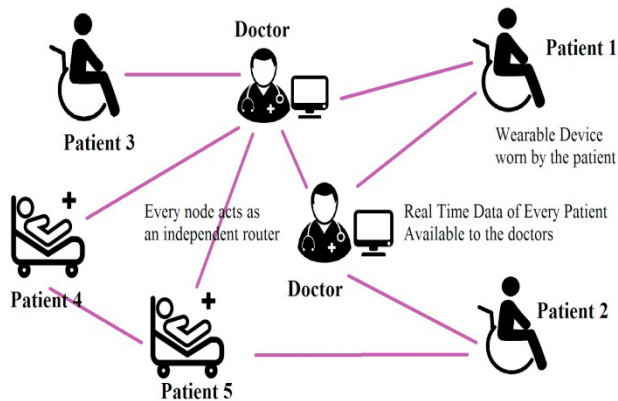 Doctor
Patient 1
Patient 3
Wearable Device
worn by the patient
Every node acts as
an independent router
Real Time Data of Every Patient
Available to the doctors
Doctor
Patient 4
Patient 2
Patient 5